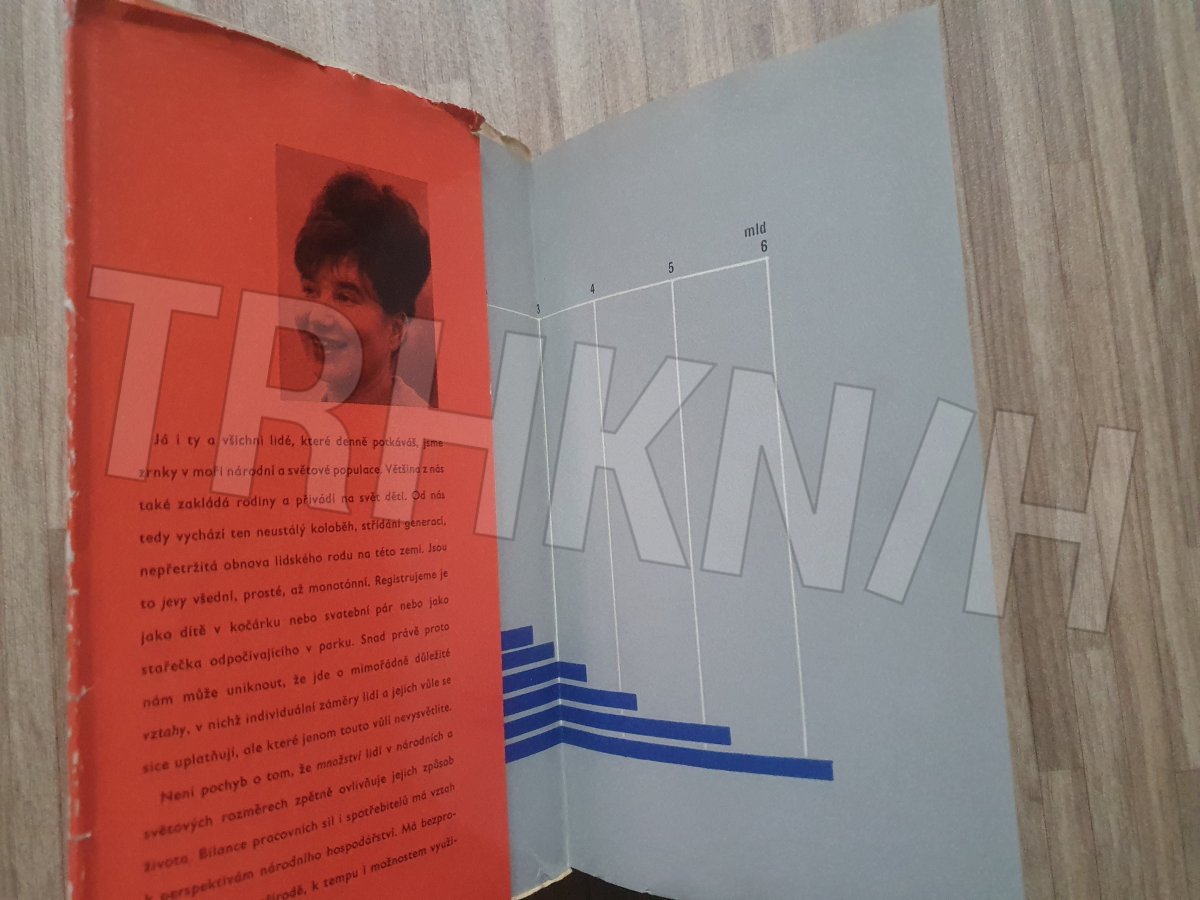 Já i ty a všichni lidé, které denně potkáváš, jsme
zrnky v moři národní a světové populace. Většina z nás
také zakládá rodiny a přivádí na svět děti. Od nás
tedy vychází ten neustálý koloběh, střídání generací,
nepřetržitá obnova lidského rodu na této zemi. Jsou
to jevy všední, prosté, až monotónní. Registrujeme je
jako dítě v kočárku nebo svatební pár nebo jako
stařečka odpočívajícího v parku. Snad právě proto
nám může uniknout, že jde o mimořádně důležité
vztahy, v nichž individuální záměry lidí a jejich vůle se
sice uplatňují, ale které jenom touto vůlí nevysvětlíte.
Není pochyb o tom, že množství lidí v národních a
světových rozměrech zpětně ovlivňuje jejich způsob
života. Bilance pracovních sil i spotřebitelů má vztah
k perspektivám národního hospodářství. Má bezpro-
k tempu i možnostem využí-
mld
3 4 5 6
TRHKNIH